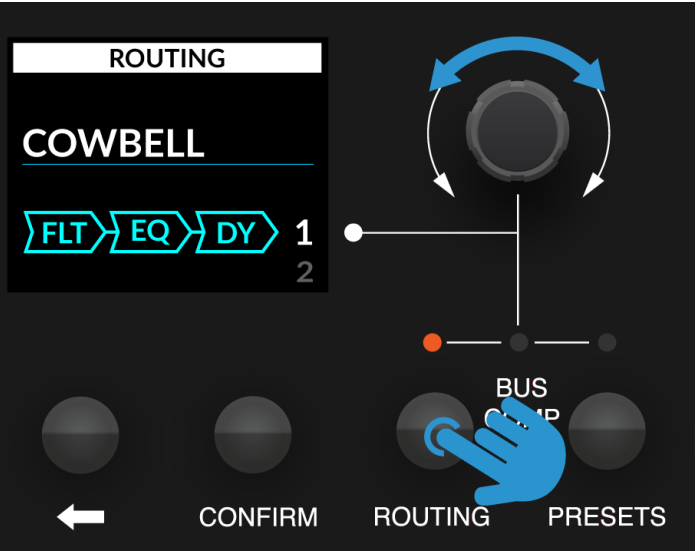 ROUTING
COWBELL
FLT EQ DY 1
2
BUS
CONFIRM
ROUTING
PRESETS